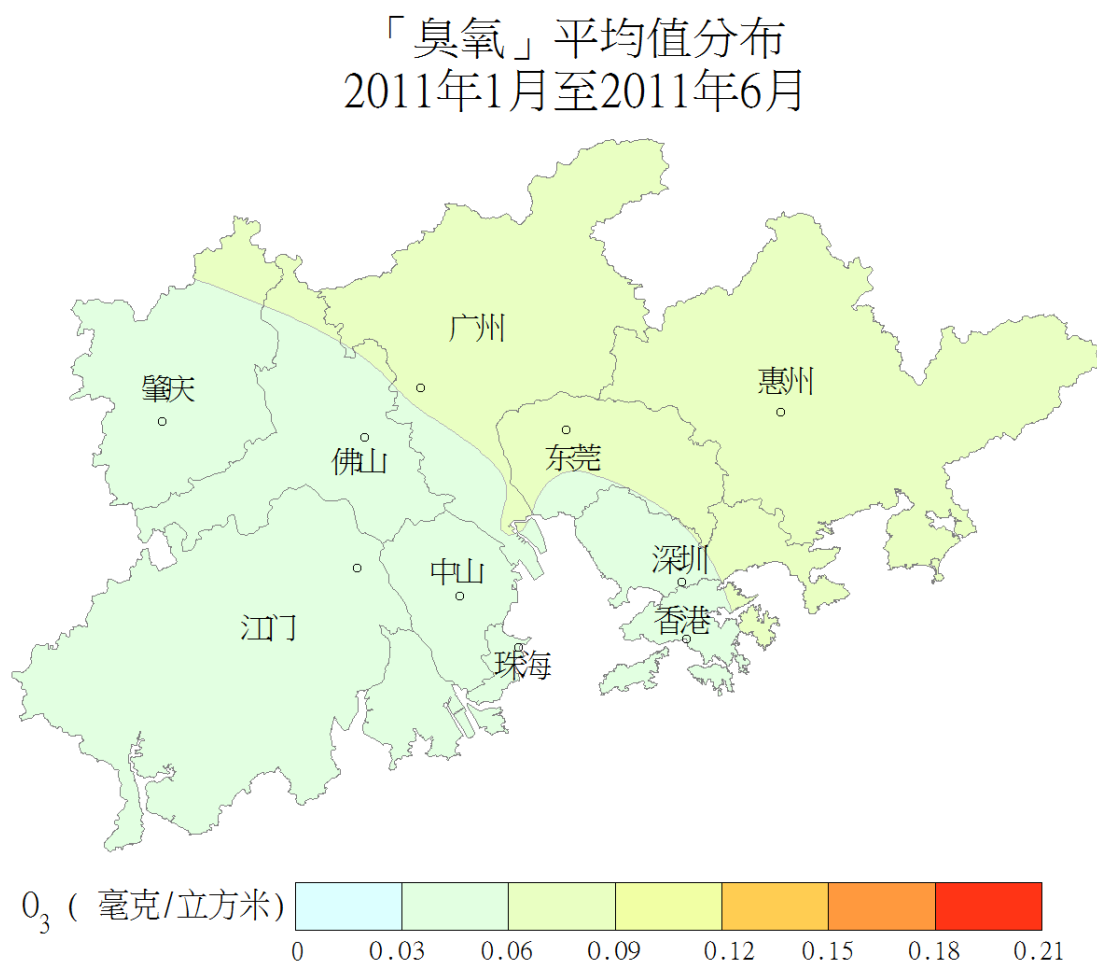 「臭氧」平均值分布
2011年1月至2011年6月
广州
惠州
肇庆
东莞
佛山
深圳
中山
香港
江门
珠海
O₃ ( 毫克/立方米)
0 0.03 0.06 0.09 0.12 0.15 0.18 0.21